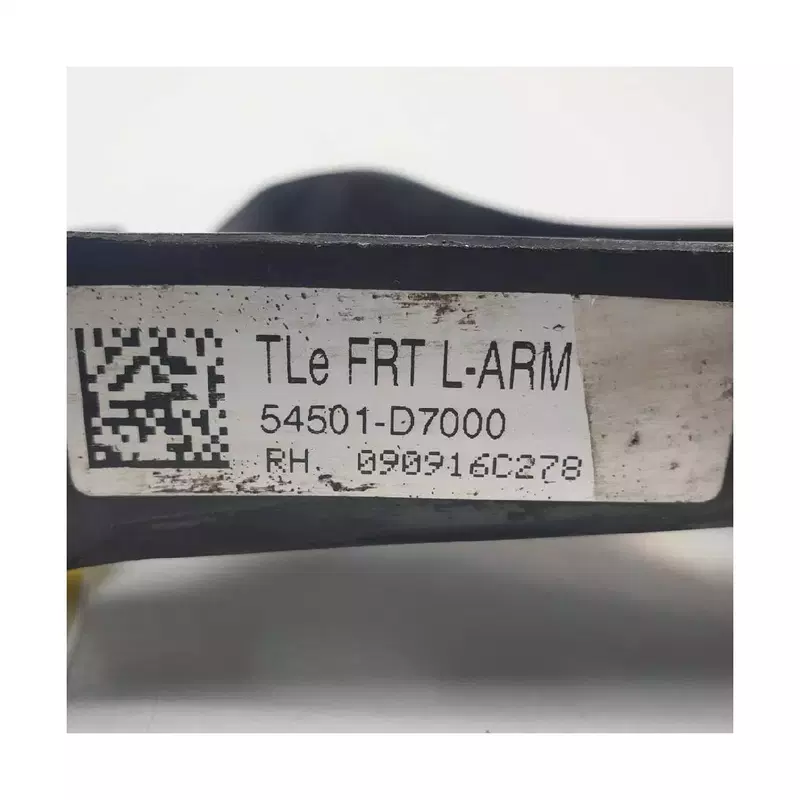 TLe FRT L-ARM
54501-D7000
RH. 090916C278